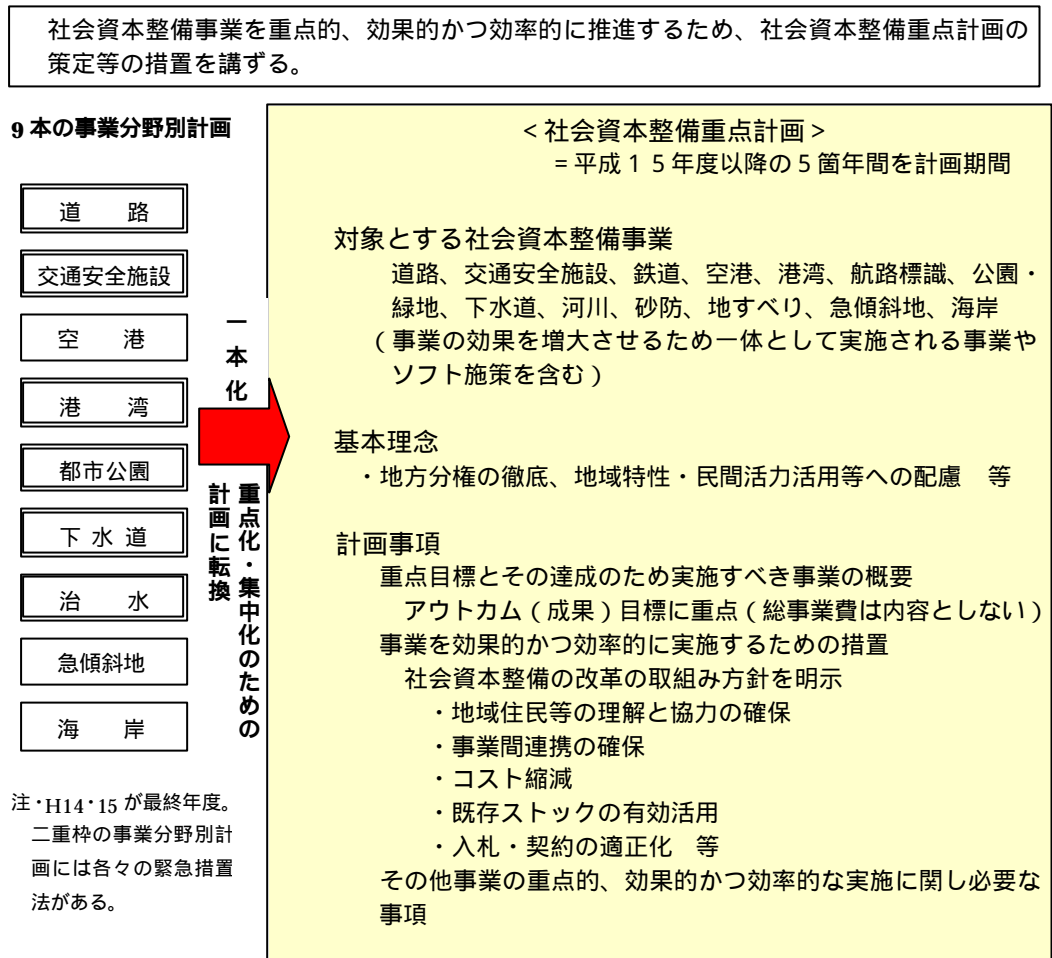 社会資本整備事業を重点的、効果的かつ効率的に推進するため、社会資本整備重点計画の
策定等の措置を講ずる。
9本の事業分野別計画
道　路
交通安全施設
空　港
港　湾
都市公園
下 水 道
治　水
急傾斜地
海　岸
注・H14・15 が最終年度。
二重枠の事業分野別計
画には各々の緊急措置
法がある。
一本化
重点化・集中化のための
計画に転換
＜社会資本整備重点計画＞
＝平成１５年度以降の５箇年間を計画期間
対象とする社会資本整備事業
道路、交通安全施設、鉄道、空港、港湾、航路標識、公園・
緑地、下水道、河川、砂防、地すべり、急傾斜地、海岸
（事業の効果を増大させるため一体として実施される事業や
ソフト施策を含む）
基本理念
・地方分権の徹底、地域特性・民間活力活用等への配慮　等
計画事項
重点目標とその達成のため実施すべき事業の概要
アウトカム（成果）目標に重点（総事業費は内容としない）
事業を効果的かつ効率的に実施するための措置
社会資本整備の改革の取組み方針を明示
・地域住民等の理解と協力の確保
・事業間連携の確保
・コスト縮減
・既存ストックの有効活用
・入札・契約の適正化　等
その他事業の重点的、効果的かつ効率的な実施に関し必要な
事項